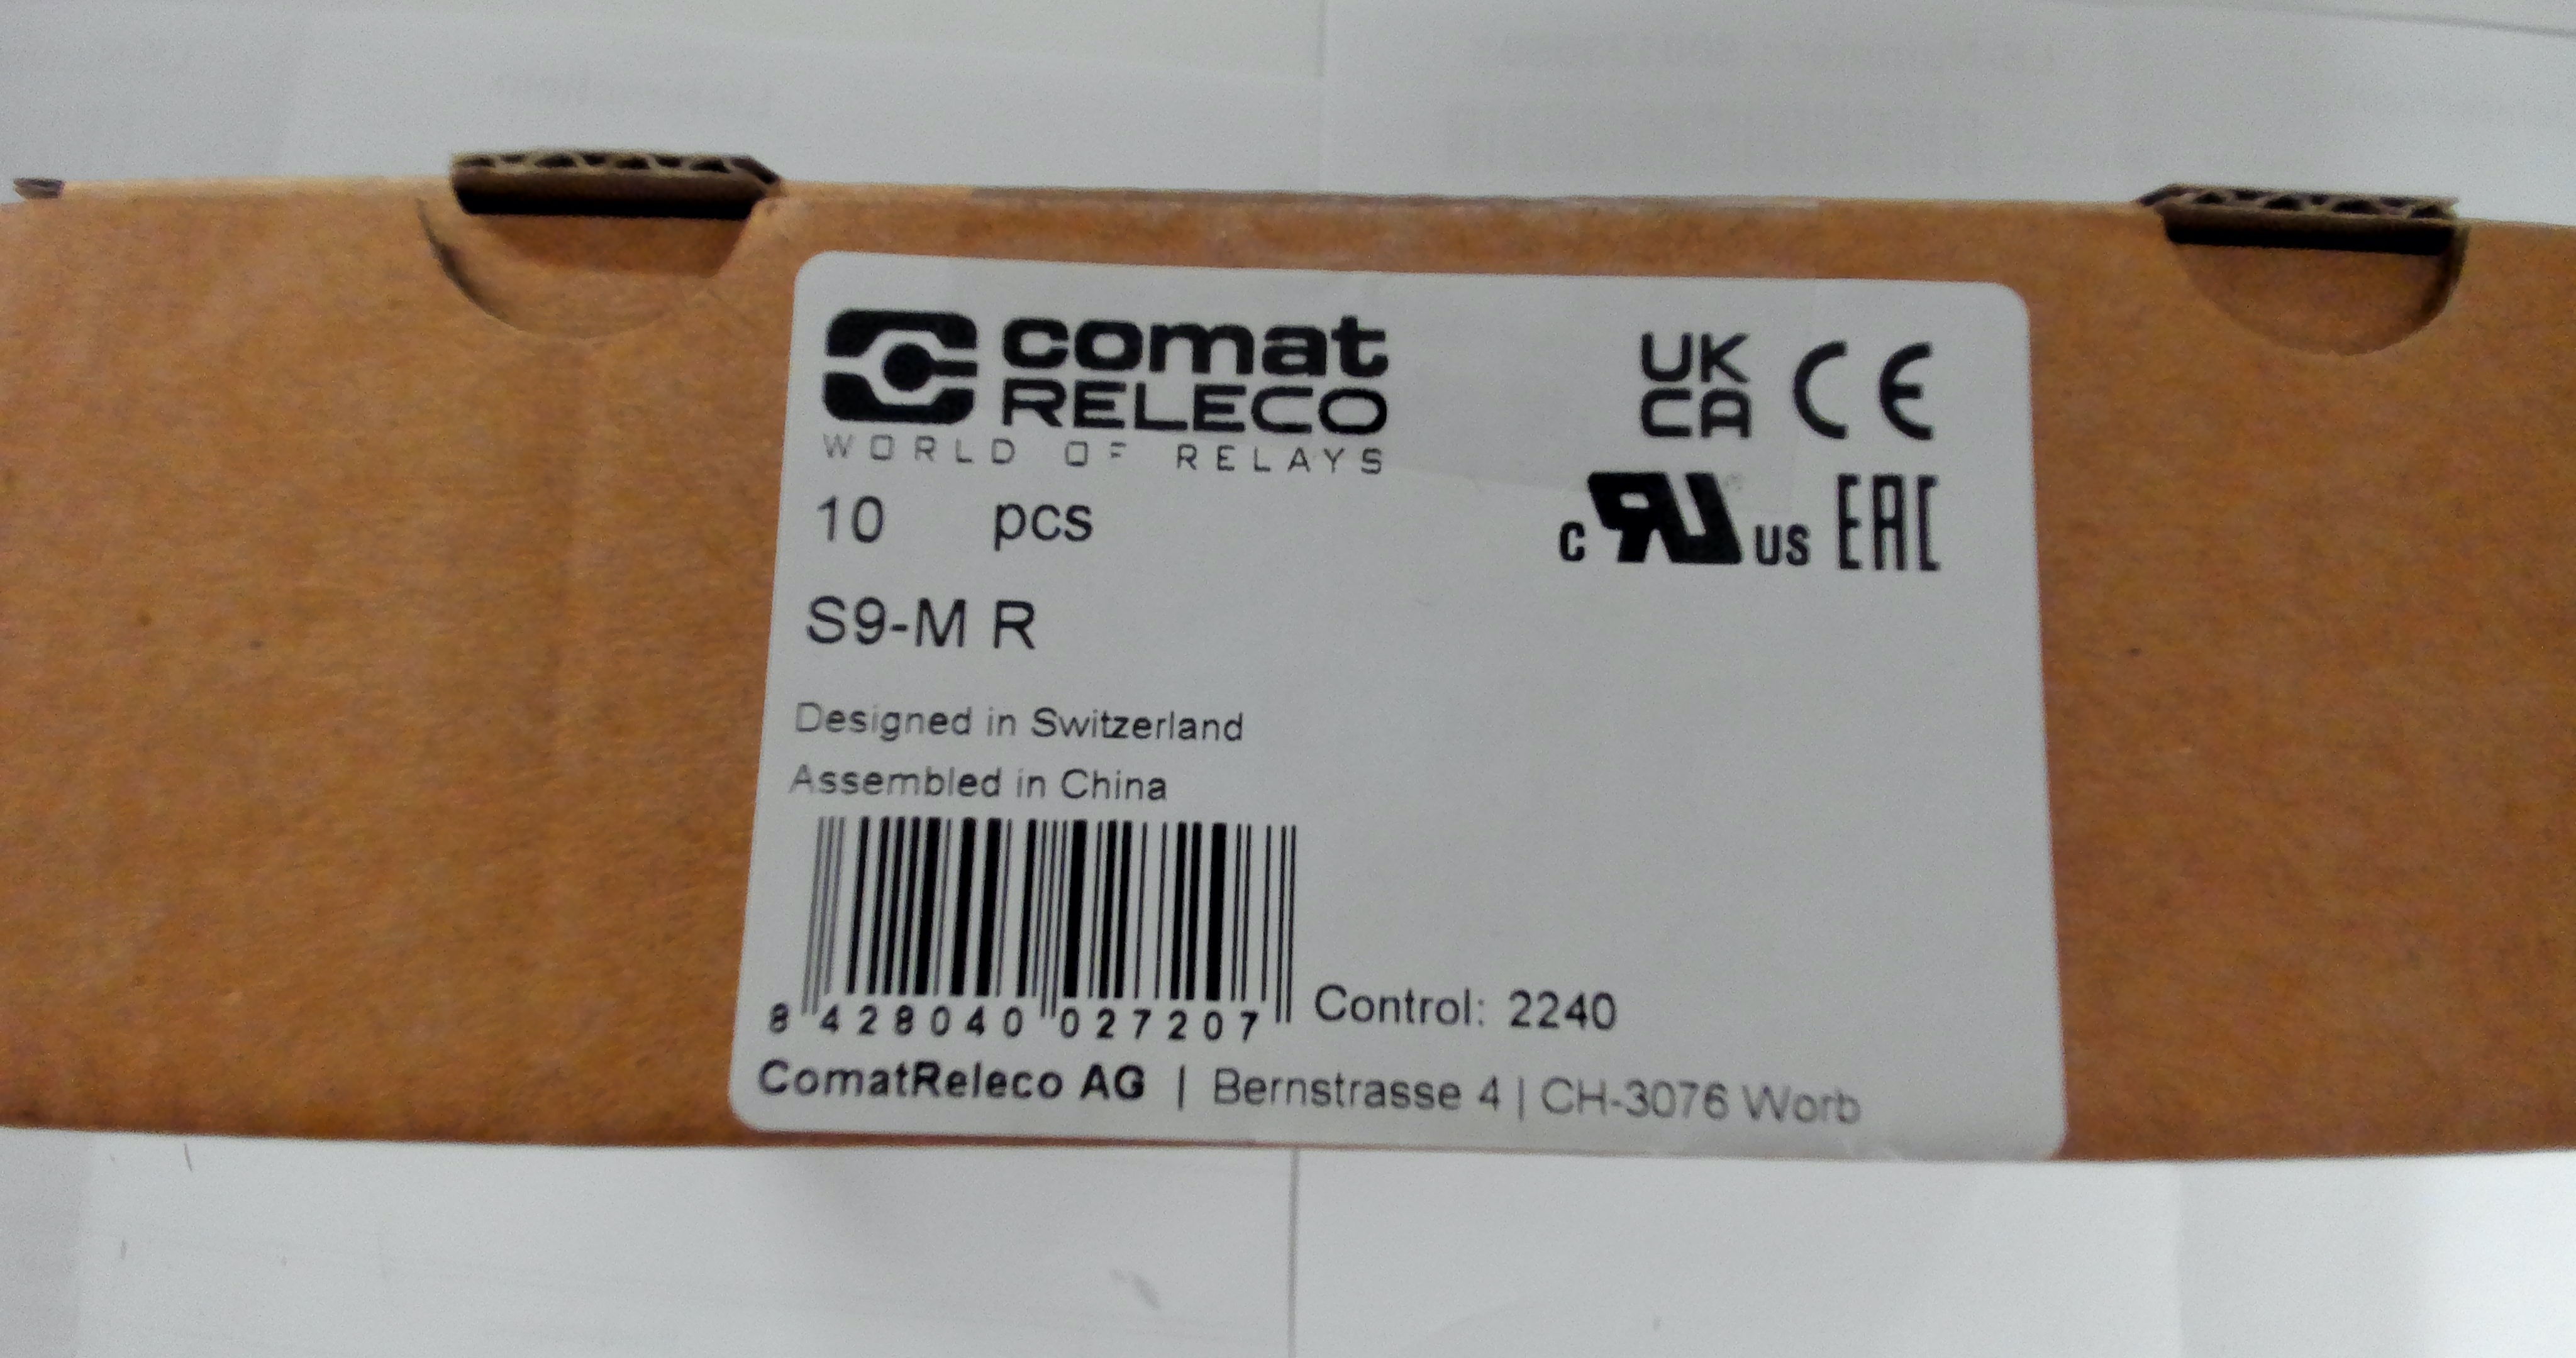 comat
RELECO
WORLD OF RELAYS
UK
CA
CE
c RU US
EAC
10 pcs
S9-M R
Designed in Switzerland
Assembled in China
8 428040 027207
Control: 2240
ComatReleco AG | Bernstrasse 4 | CH-3076 Worb